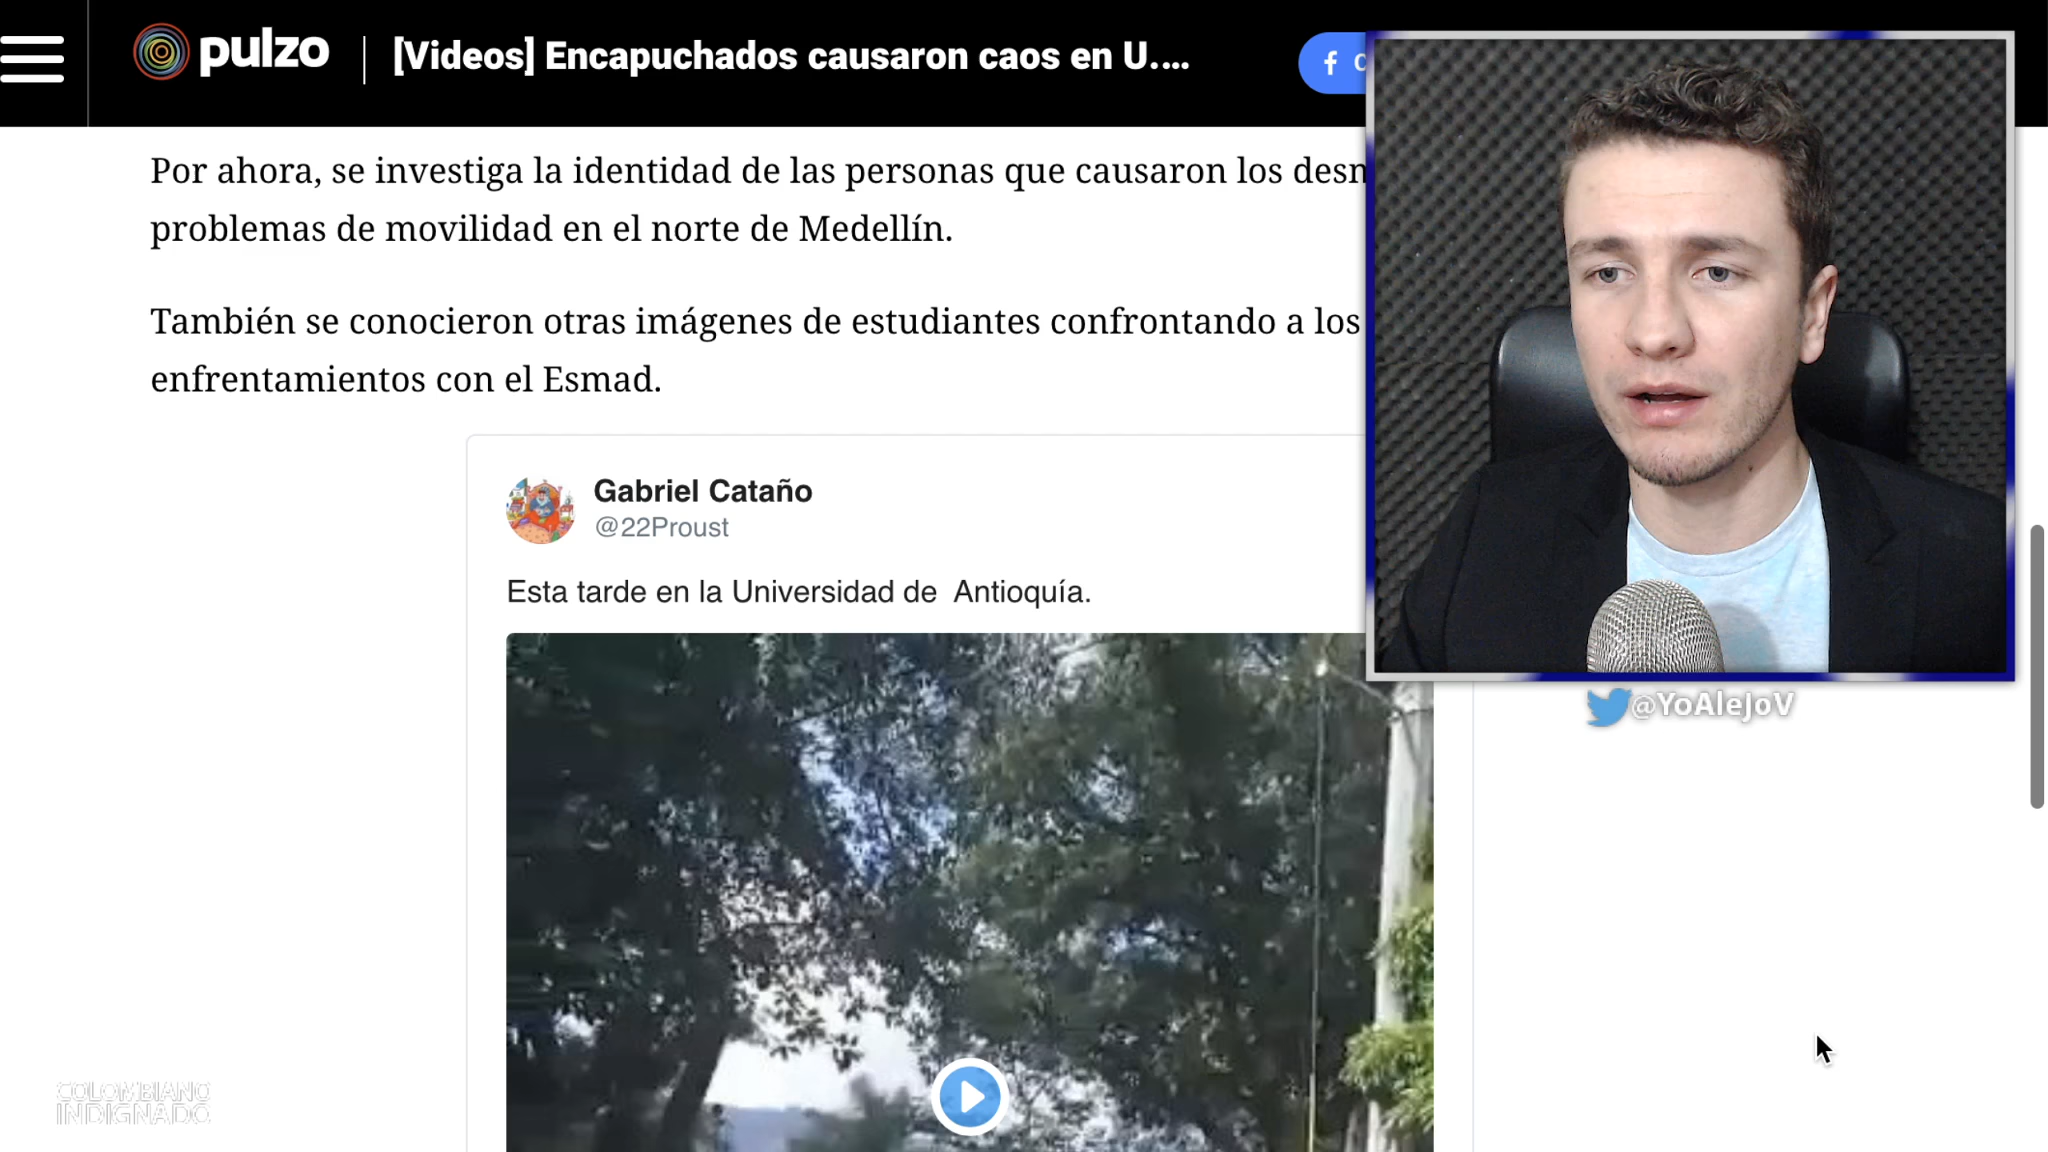 pulzo
[Videos] Encapuchados causaron caos en U....
Por ahora, se investiga la identidad de las personas que causaron los
problemas de movilidad en el norte de Medellín.
También se conocieron otras imágenes de estudiantes confrontando a los
enfrentamientos con el Esmad.
Gabriel Cataño
@22Proust
Esta tarde en la Universidad de Antioquía.
@YoAleJoV
COLOMBIANO
INDIGNADO